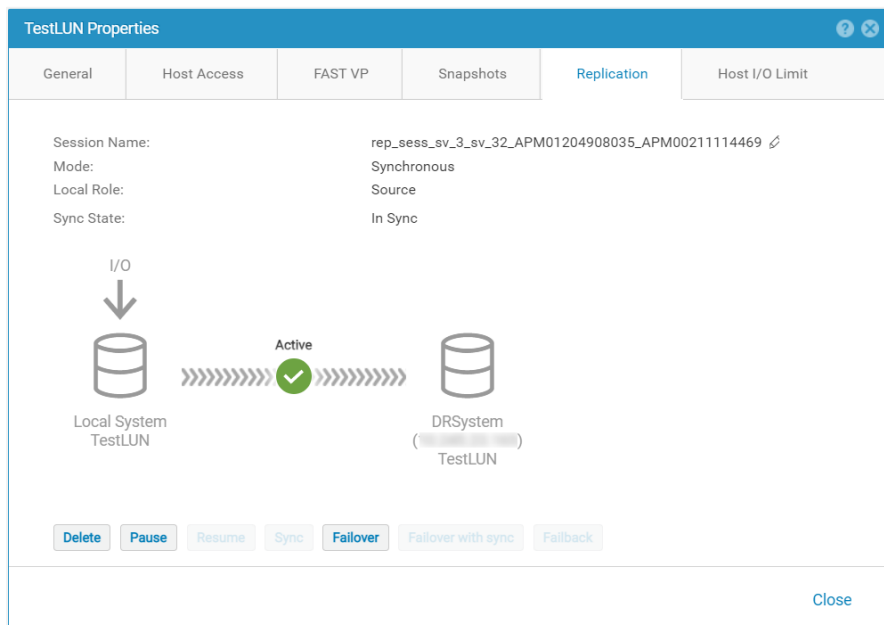 TestLUN Properties
General Host Access FAST VP Snapshots Replication Host I/O Limit
Session Name: rep_sess_sv_3_sv_32_APM01204908035_APM00211114469
Mode: Synchronous
Local Role: Source
Sync State: In Sync
I/O
Active
Local System
TestLUN
DRSystem
( )
TestLUN
Delete Pause Resume Sync Failover Failover with sync Failback
Close